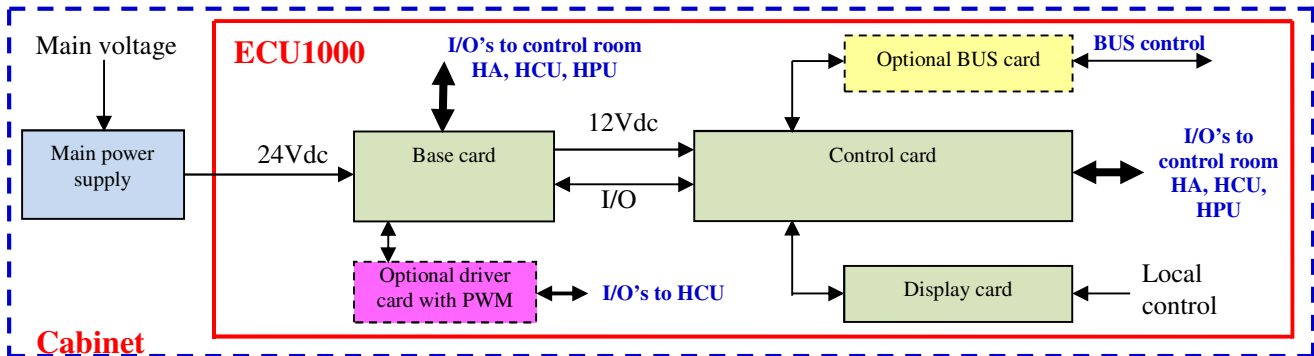 Main voltage
ECU1000
I/O's to control room
HA, HCU, HPU
Optional BUS card
BUS control
Main power
supply
24Vdc
Base card
12Vdc
I/O
Control card
I/O's to
control room
HA, HCU,
HPU
Optional driver
card with PWM
I/O's to HCU
Display card
Local
control
Cabinet